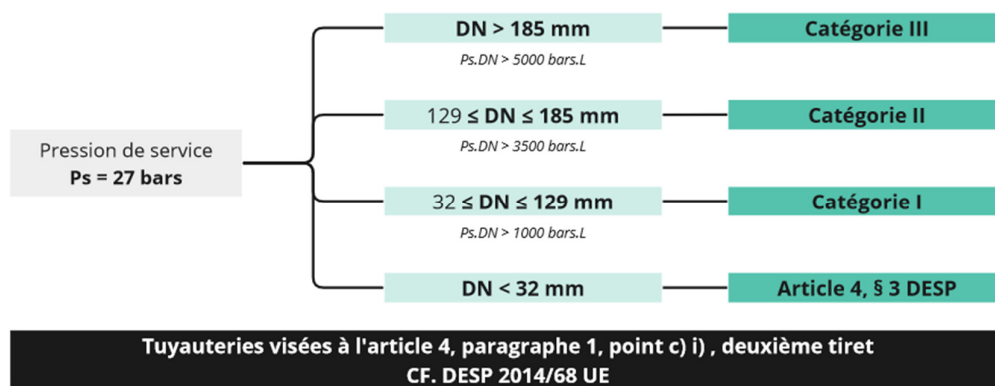 DN > 185 mm
Catégorie III
Ps.DN > 5000 bars.L
129 ≤ DN ≤ 185 mm
Catégorie II
Ps.DN > 3500 bars.L
Pression de service
Ps = 27 bars
32 ≤ DN ≤ 129 mm
Catégorie I
Ps.DN > 1000 bars.L
DN < 32 mm
Article 4, § 3 DESP
Tuyauteries visées à l'article 4, paragraphe 1, point c) i) , deuxième tiret
CF. DESP 2014/68 UE